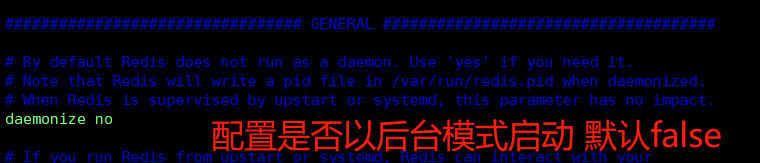 ################################# GENERAL #####################################
# By default Redis does not run as a daemon. Use 'yes' if you need it.
# Note that Redis will write a pid file in /var/run/redis.pid when daemonized.
# When Redis is supervised by upstart or systemd, this parameter has no impact.
daemonize no
配置是否以后台模式启动 默认false
# If you run Redis from upstart or systemd, Redis can interact with your